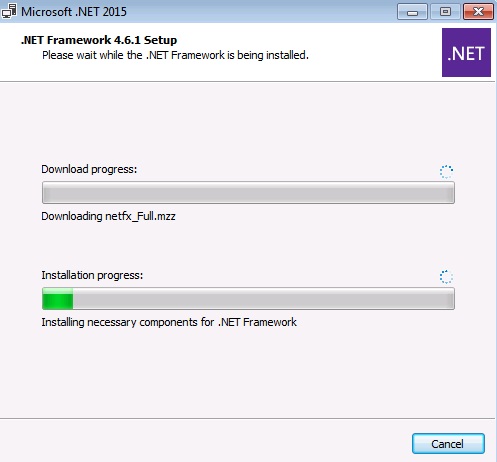 Microsoft .NET 2015
.NET Framework 4.6.1 Setup
Please wait while the .NET Framework is being installed.
.NET
Download progress:
Downloading netfx_Full.mzz
Installation progress:
Installing necessary components for .NET Framework
Cancel